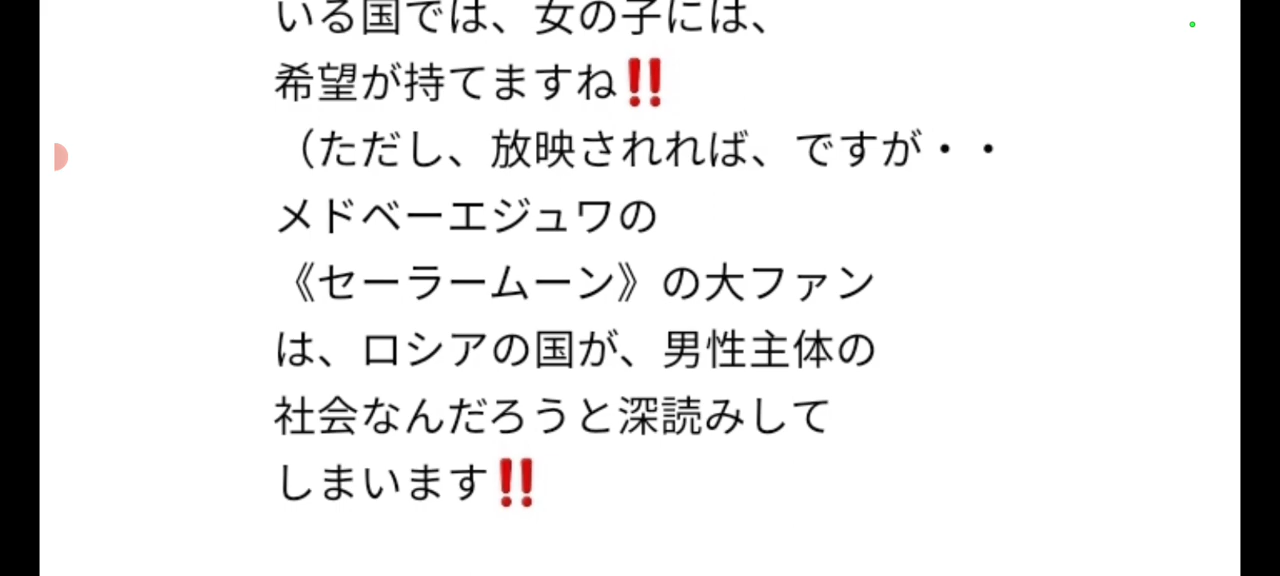 いる国では、女の子には、
希望が持てますね‼️
（ただし、放映されれば、ですが・・
メドベーエジュワの
《セーラームーン》の大ファン
は、ロシアの国が、男性主体の
社会なんだろうと深読みして
しまいます‼️